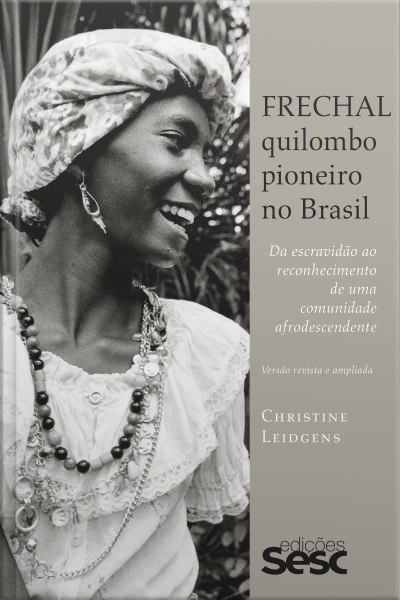 FRECHAL
quilombo
pioneiro
no Brasil
Da escravidão ao
reconhecimento
de uma
comunidade
afrodescendente
Versão revista e ampliada
CHRISTINE
LEIDGENS
edições
Sesc